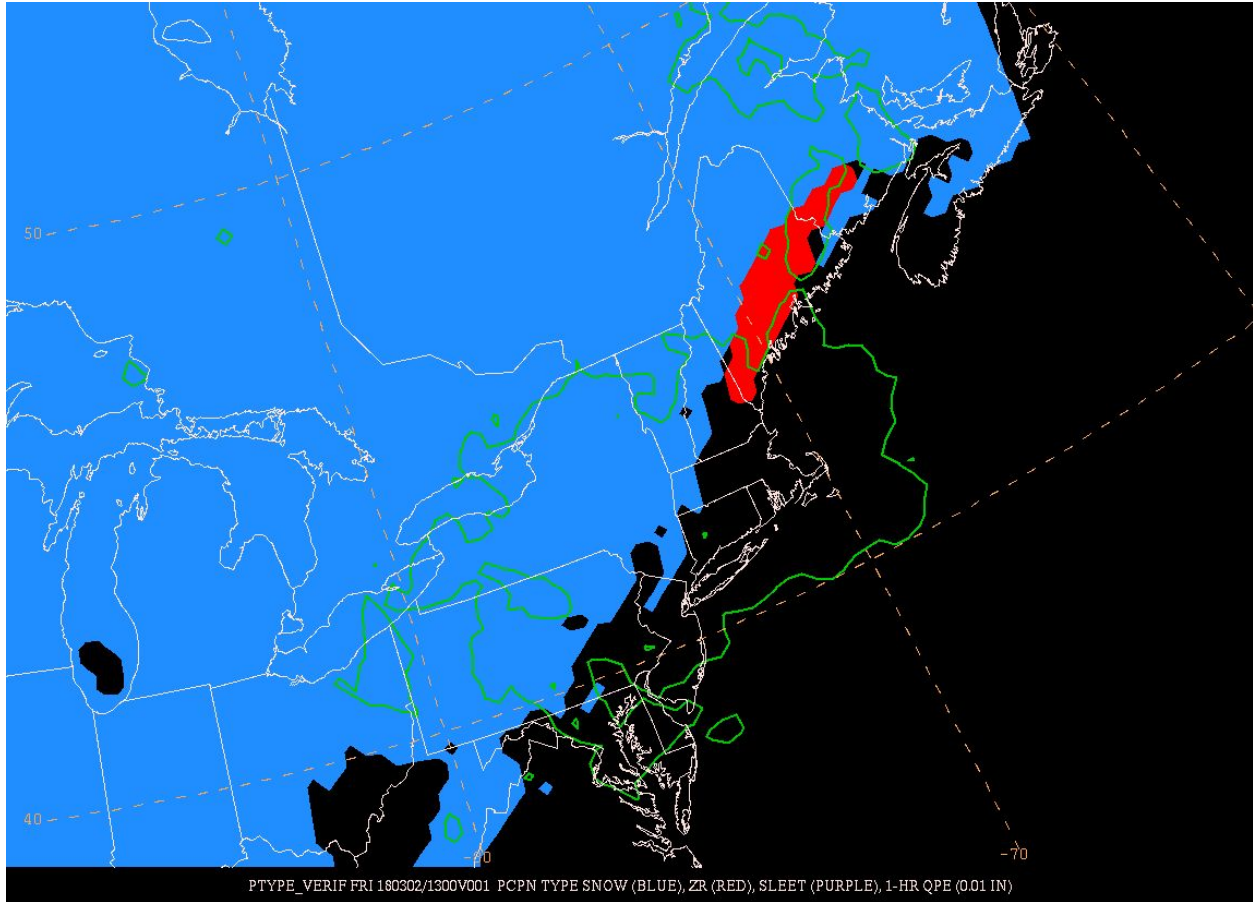 50
40
-80
-70
PTYPE_VERIF FRI 180302/1300V001 PCPN TYPE SNOW (BLUE), ZR (RED), SLEET (PURPLE), 1-HR QPE (0.01 IN)